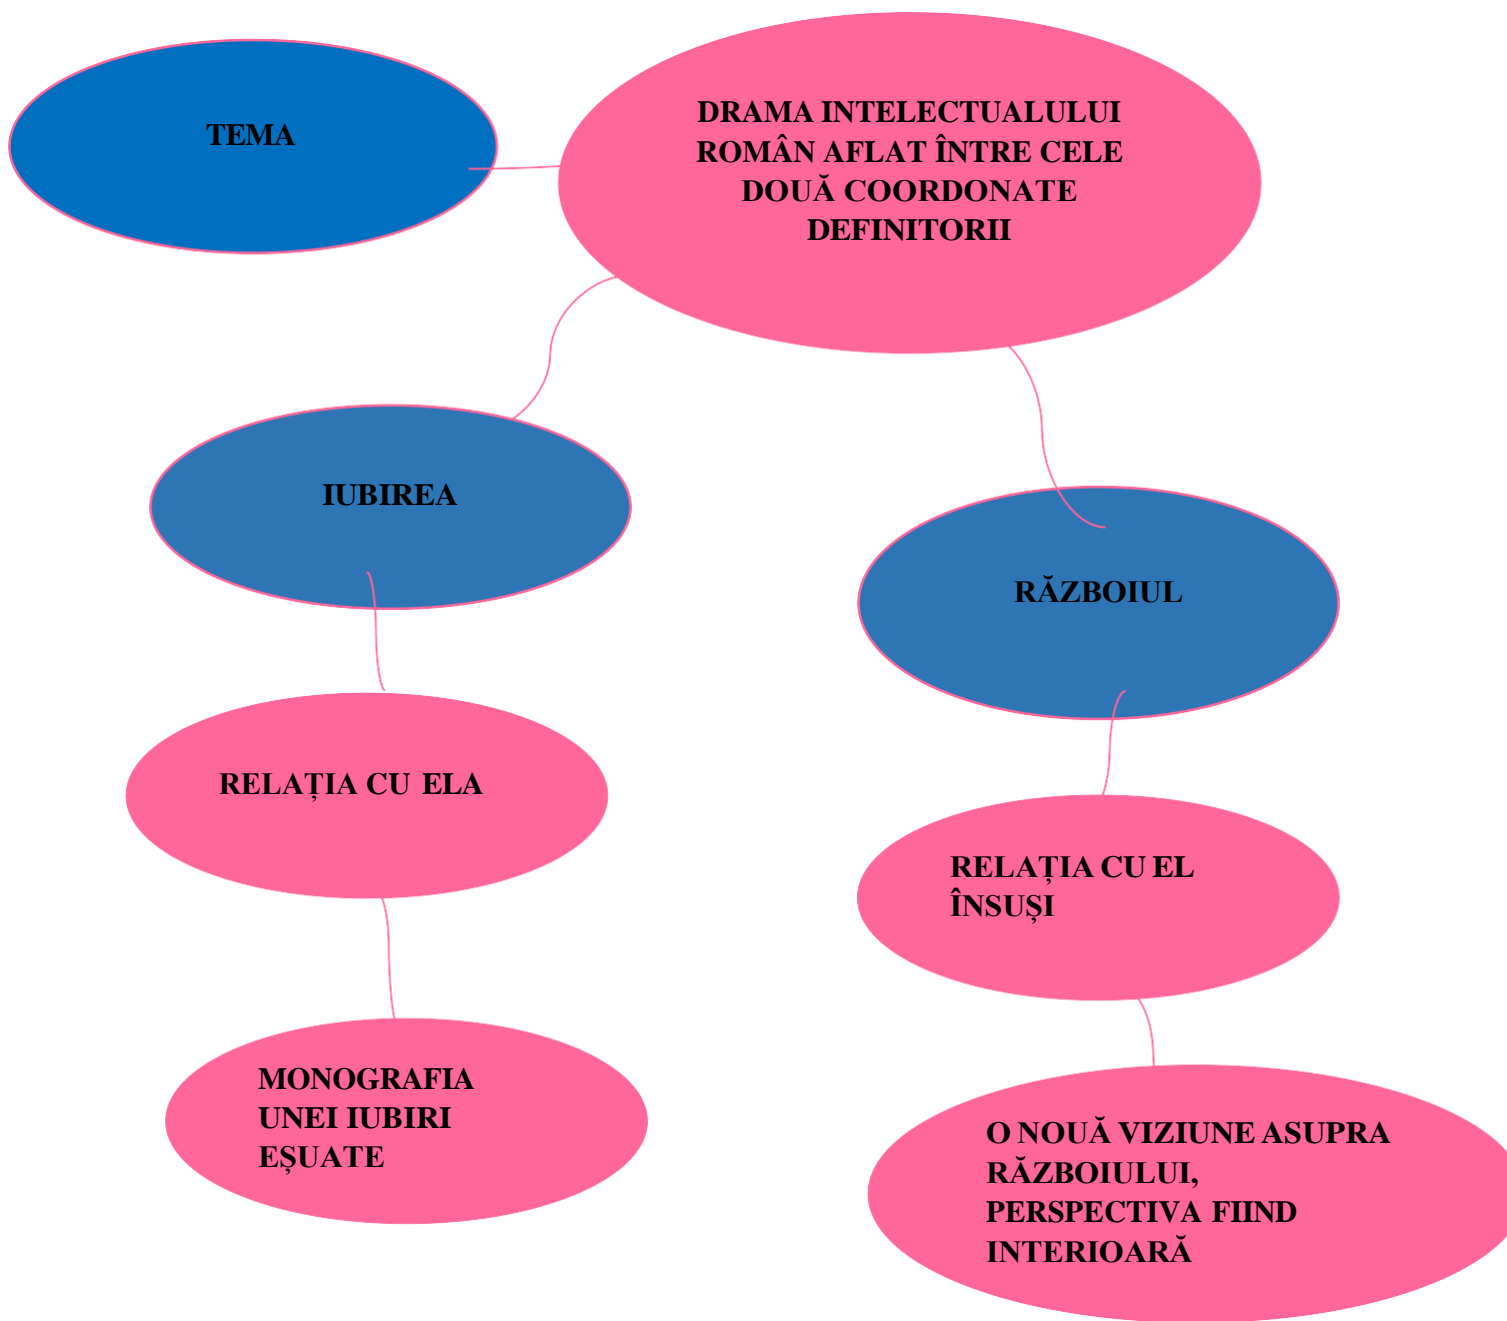 TEMA
DRAMA INTELECTUALULUI
ROMÂN AFLAT ÎNTRE CELE
DOUĂ COORDONATE
DEFINITORII
IUBIREA
RĂZBOIUL
RELAȚIA CU ELA
RELAȚIA CU EL
ÎNSUȘI
MONOGRAFIA
UNEI IUBIRI
EȘUATE
O NOUĂ VIZIUNE ASUPRA
RĂZBOIULUI,
PERSPECTIVA FIIND
INTERIOARĂ